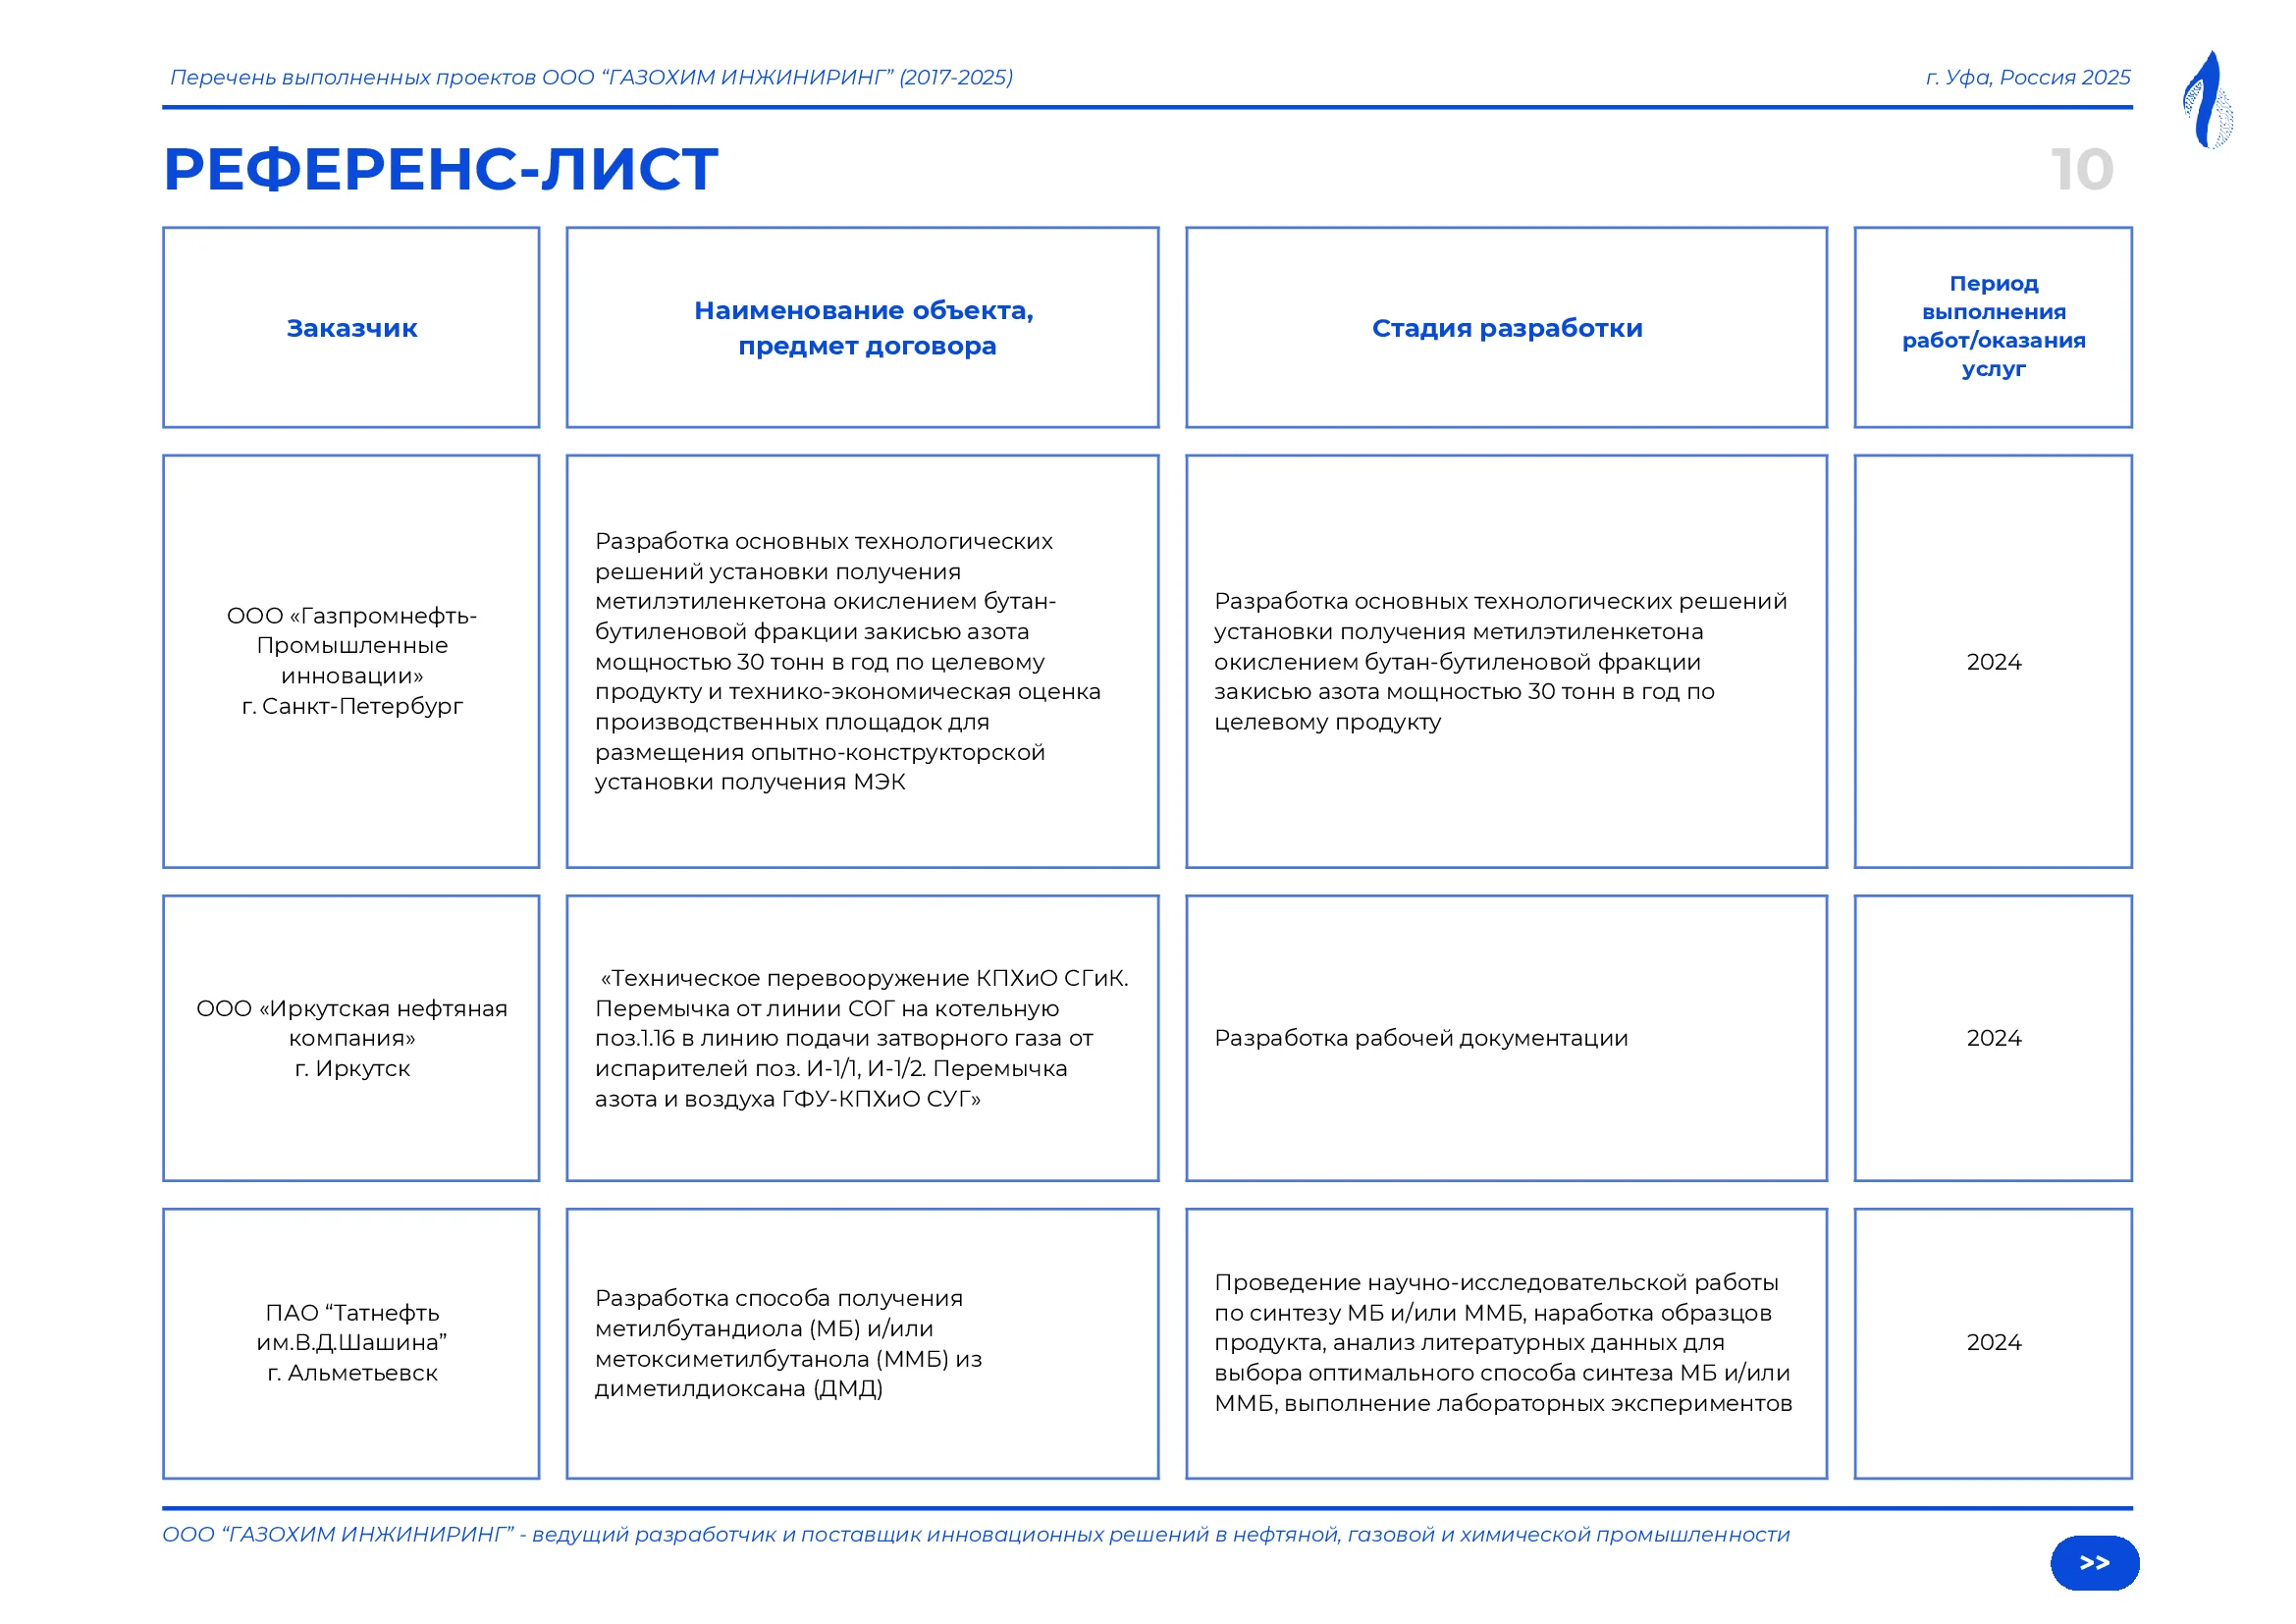 Перечень выполненных проектов ООО “ГАЗОХИМ ИНЖИНИРИНГ” (2017-2025)
г. Уфа, Россия 2025
РЕФЕРЕНС-ЛИСТ
10
Заказчик
Наименование объекта,
предмет договора
Стадия разработки
Период
выполнения
работ/оказания
услуг
ООО «Газпромнефть-
Промышленные
инновации»
г. Санкт-Петербург
Разработка основных технологических
решений установки получения
метилэтиленкетона окислением бутан-
бутиленовой фракции закисью азота
мощностью 30 тонн в год по целевому
продукту и технико-экономическая оценка
производственных площадок для
размещения опытно-конструкторской
установки получения МЭК
Разработка основных технологических решений
установки получения метилэтиленкетона
окислением бутан-бутиленовой фракции
закисью азота мощностью 30 тонн в год по
целевому продукту
2024
ООО «Иркутская нефтяная
компания»
г. Иркутск
«Техническое перевооружение КПХиО СГиК.
Перемычка от линии СОГ на котельную
поз.1.16 в линию подачи затворного газа от
испарителей поз. И-1/1, И-1/2. Перемычка
азота и воздуха ГФУ-КПХиО СУГ»
Разработка рабочей документации
2024
ПАО “Татнефть
им.В.Д.Шашина”
г. Альметьевск
Разработка способа получения
метилбутандиола (МБ) и/или
метоксиметилбутанола (ММБ) из
диметилдиоксана (ДМД)
Проведение научно-исследовательской работы
по синтезу МБ и/или ММБ, наработка образцов
продукта, анализ литературных данных для
выбора оптимального способа синтеза МБ и/или
ММБ, выполнение лабораторных экспериментов
2024
ООО “ГАЗОХИМ ИНЖИНИРИНГ” - ведущий разработчик и поставщик инновационных решений в нефтяной, газовой и химической промышленности
>>